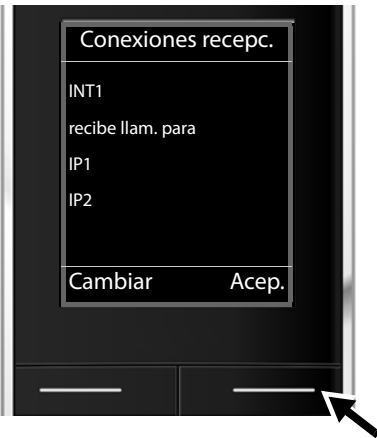 Conexiones recepc.
INT1
recibe llam. para
IP1
IP2
Cambiar Acep.